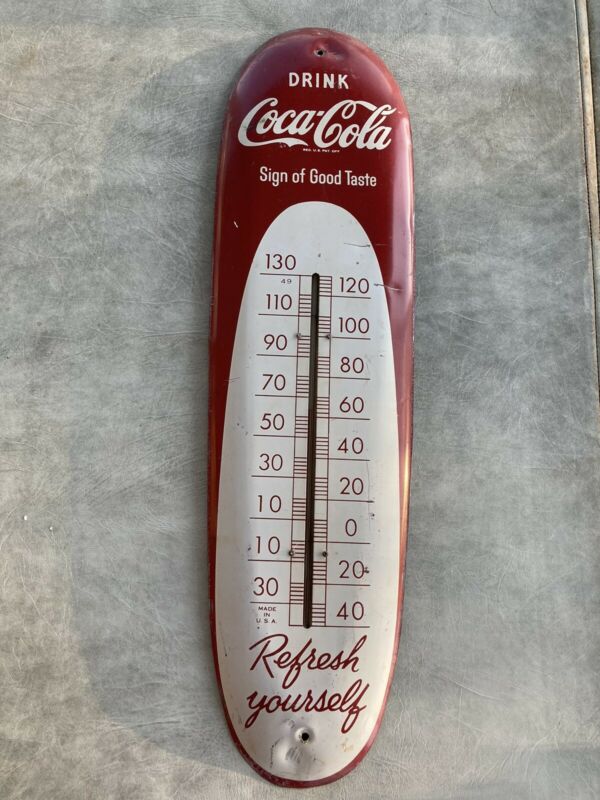 DRINK
Coca-Cola
REG. U.S. PAT. OFF.
Sign of Good Taste
130
49
120
110
100
90
80
70
60
50
40
30
20
10
0
10
20
30
40
MADE
IN
U.S.A.
Refresh
yourself